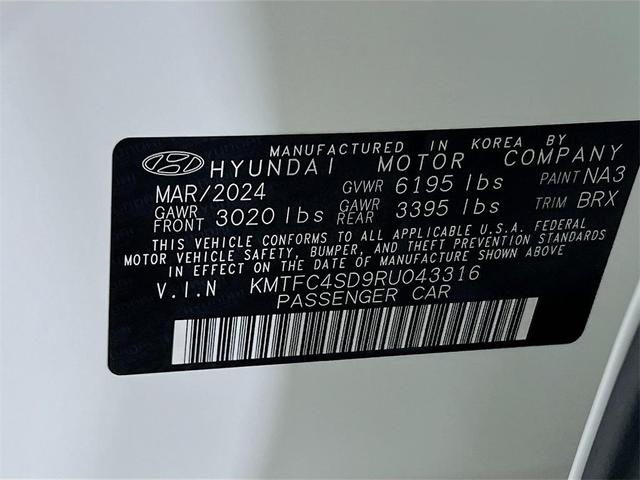 MANUFACTURED IN KOREA BY
HYUNDAI MOTOR COMPANY
MAR/2024 GVWR 6195 lbs PAINT NA3
GAWR FRONT 3020 lbs GAWR REAR 3395 lbs TRIM BRX
THIS VEHICLE CONFORMS TO ALL APPLICABLE U.S.A. FEDERAL
MOTOR VEHICLE SAFETY, BUMPER, AND THEFT PREVENTION STANDARDS
IN EFFECT ON THE DATE OF MANUFACTURE SHOWN ABOVE
V.I.N KMTFC4SD9RU043316
PASSENGER CAR